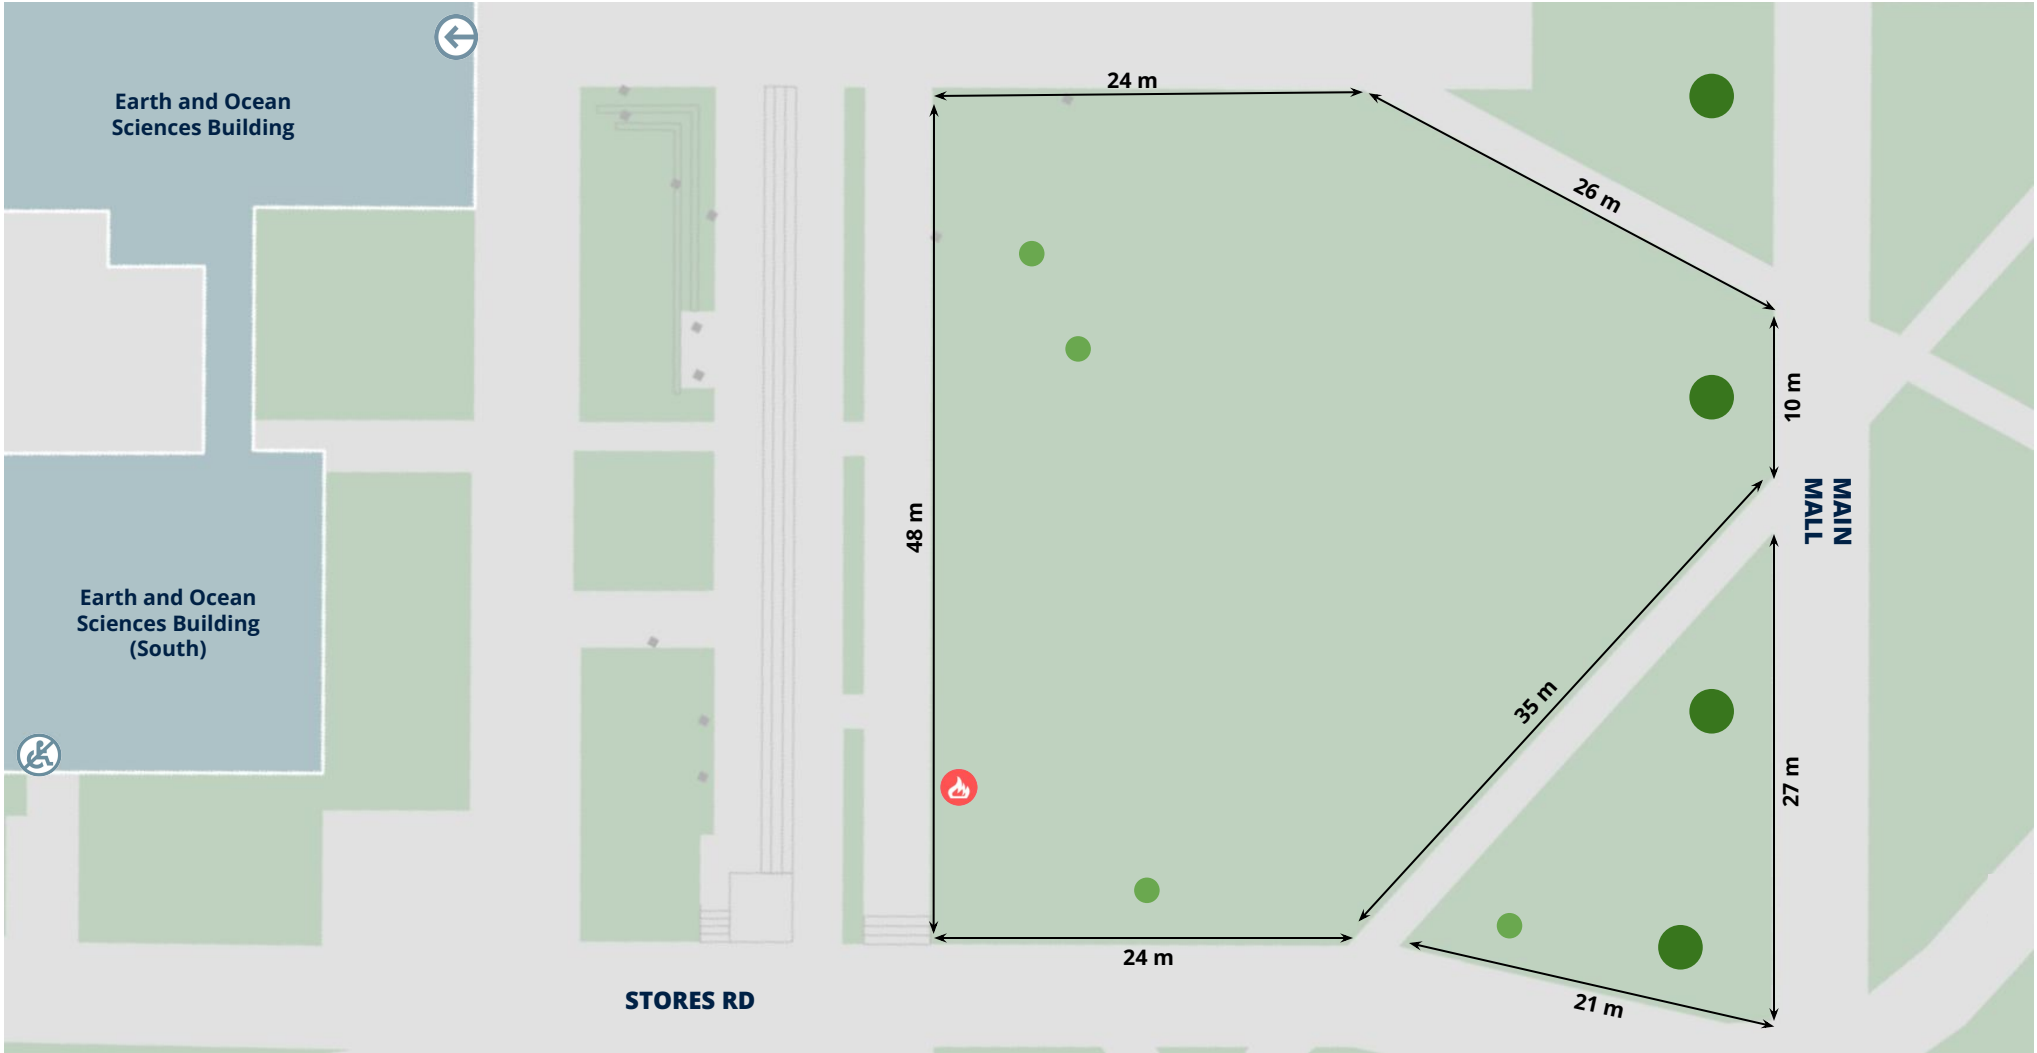 Earth and Ocean
Sciences Building
24 m
26 m
10 m
48 m
MAIN
MALL
Earth and Ocean
Sciences Building
(South)
35 m
27 m
24 m
21 m
STORES RD